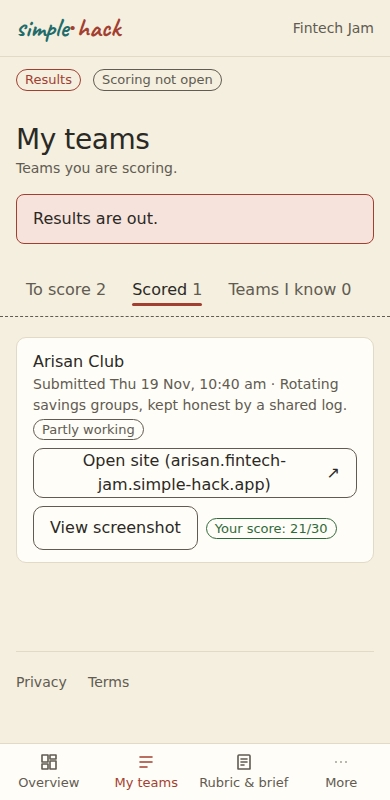 simple·hack
Fintech Jam
Results
Scoring not open
My teams
Teams you are scoring.
Results are out.
To score 2
Scored 1
Teams I know 0
Arisan Club
Submitted Thu 19 Nov, 10:40 am · Rotating
savings groups, kept honest by a shared log.
Partly working
Open site (arisan.fintech-
jam.simple-hack.app) ↗
View screenshot
Your score: 21/30
Privacy
Terms
Overview
My teams
Rubric & brief
More